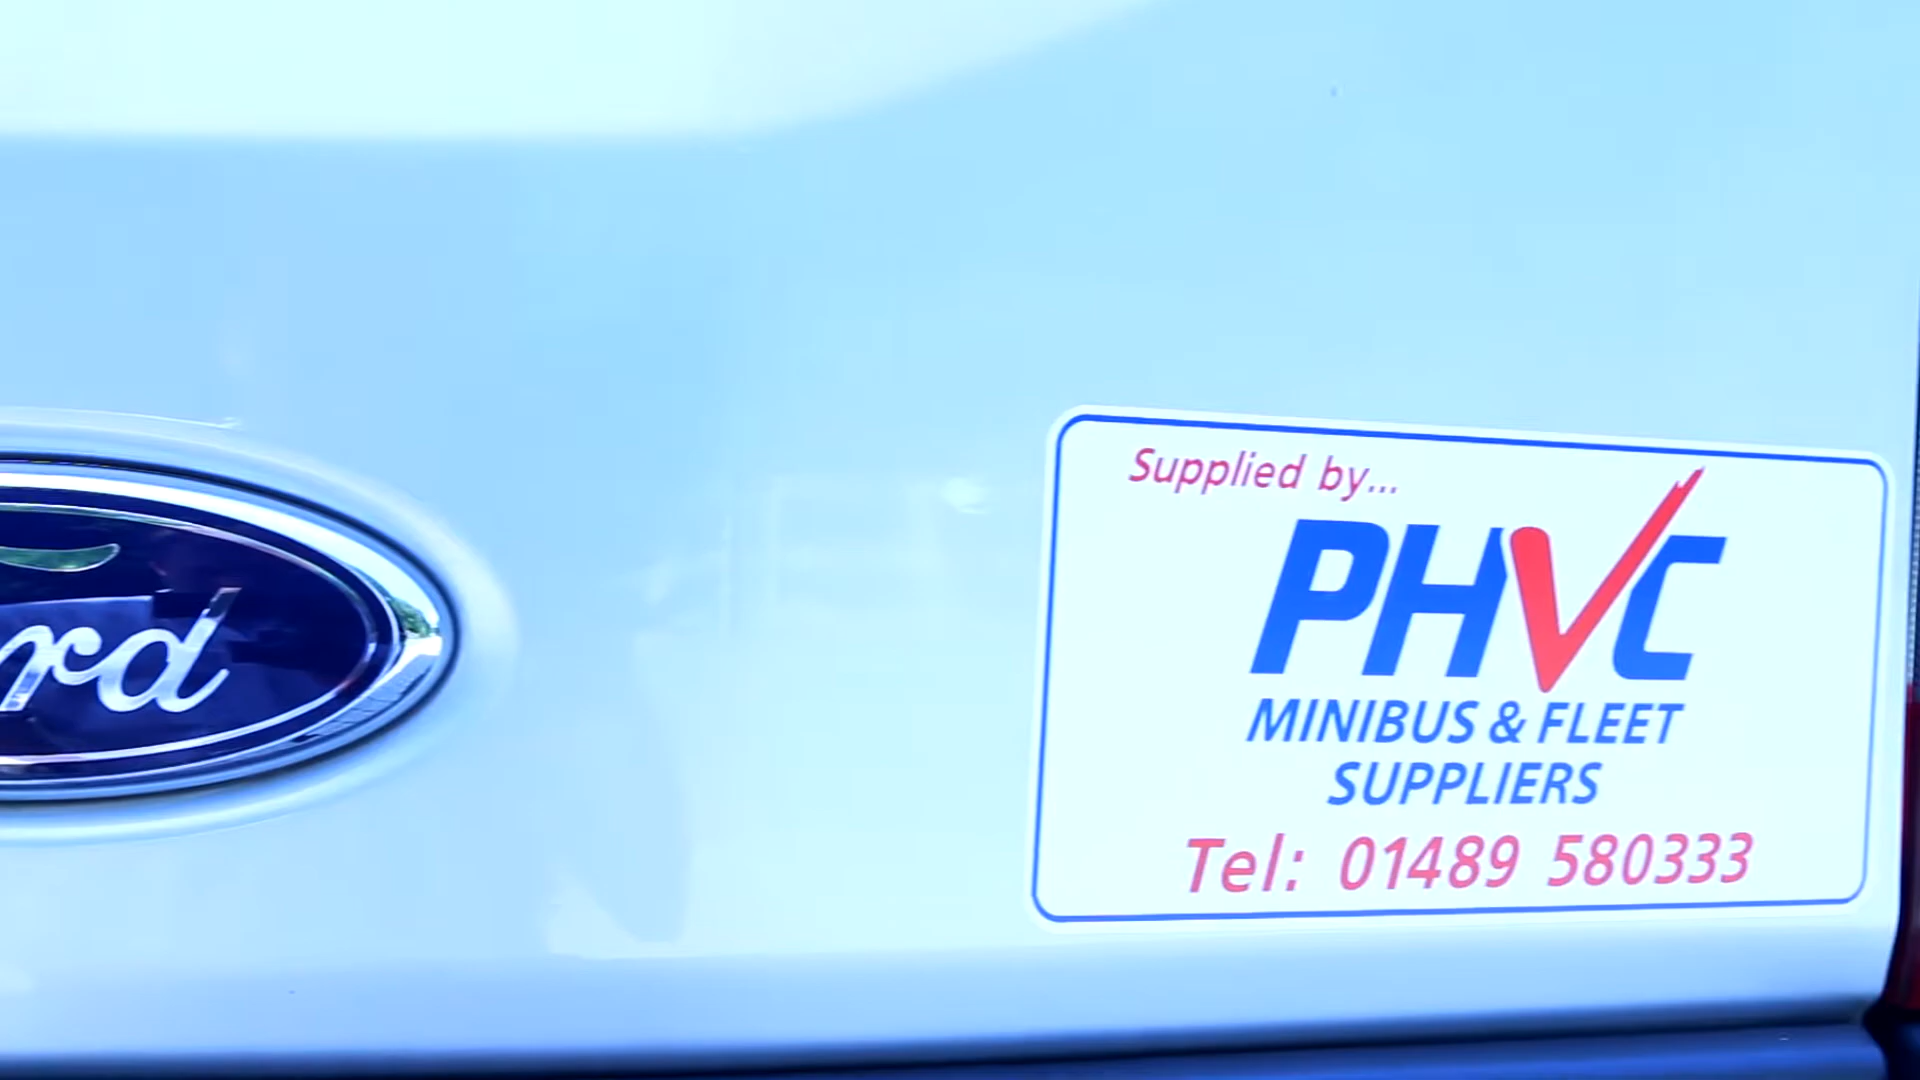 rd
Supplied by...
PHVC
MINIBUS & FLEET
SUPPLIERS
Tel: 01489 580333